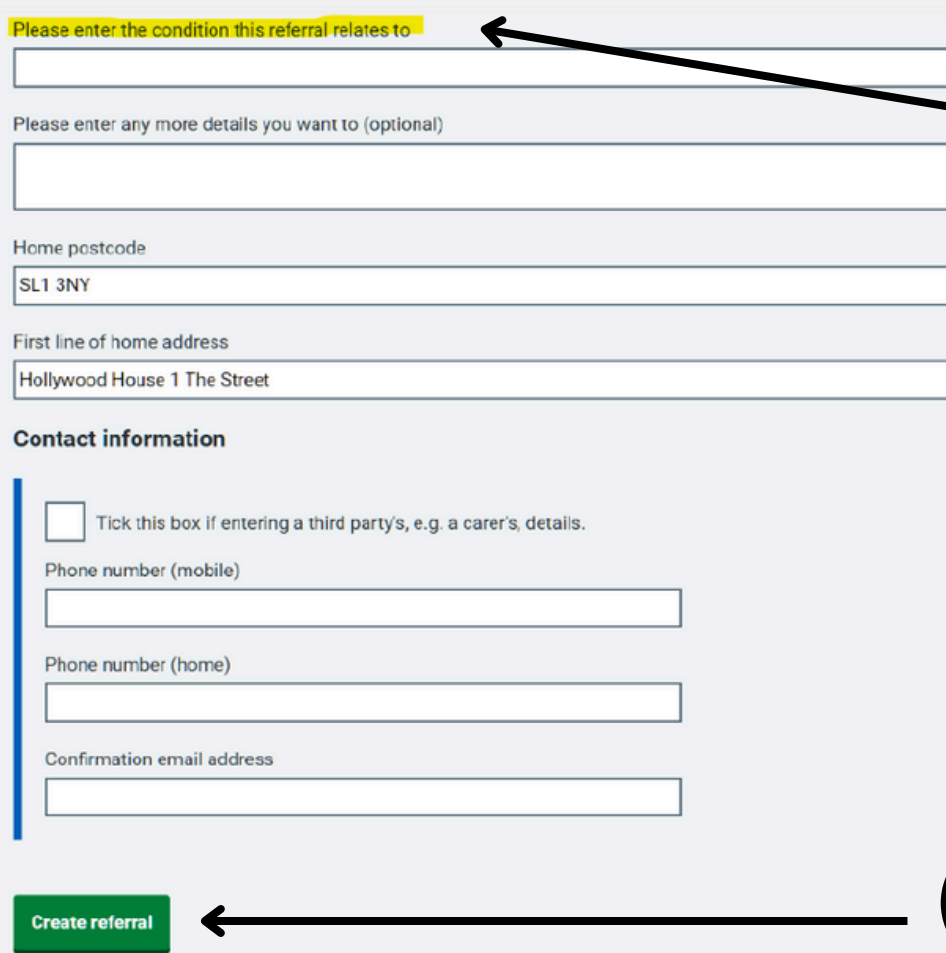 Please enter the condition this referral relates to
Please enter any more details you want to (optional)
Home postcode
SL1 3NY
First line of home address
Hollywood House 1 The Street
Contact information
Tick this box if entering a third party's, e.g. a carer's, details.
Phone number (mobile)
Phone number (home)
Confirmation email address
Create referral